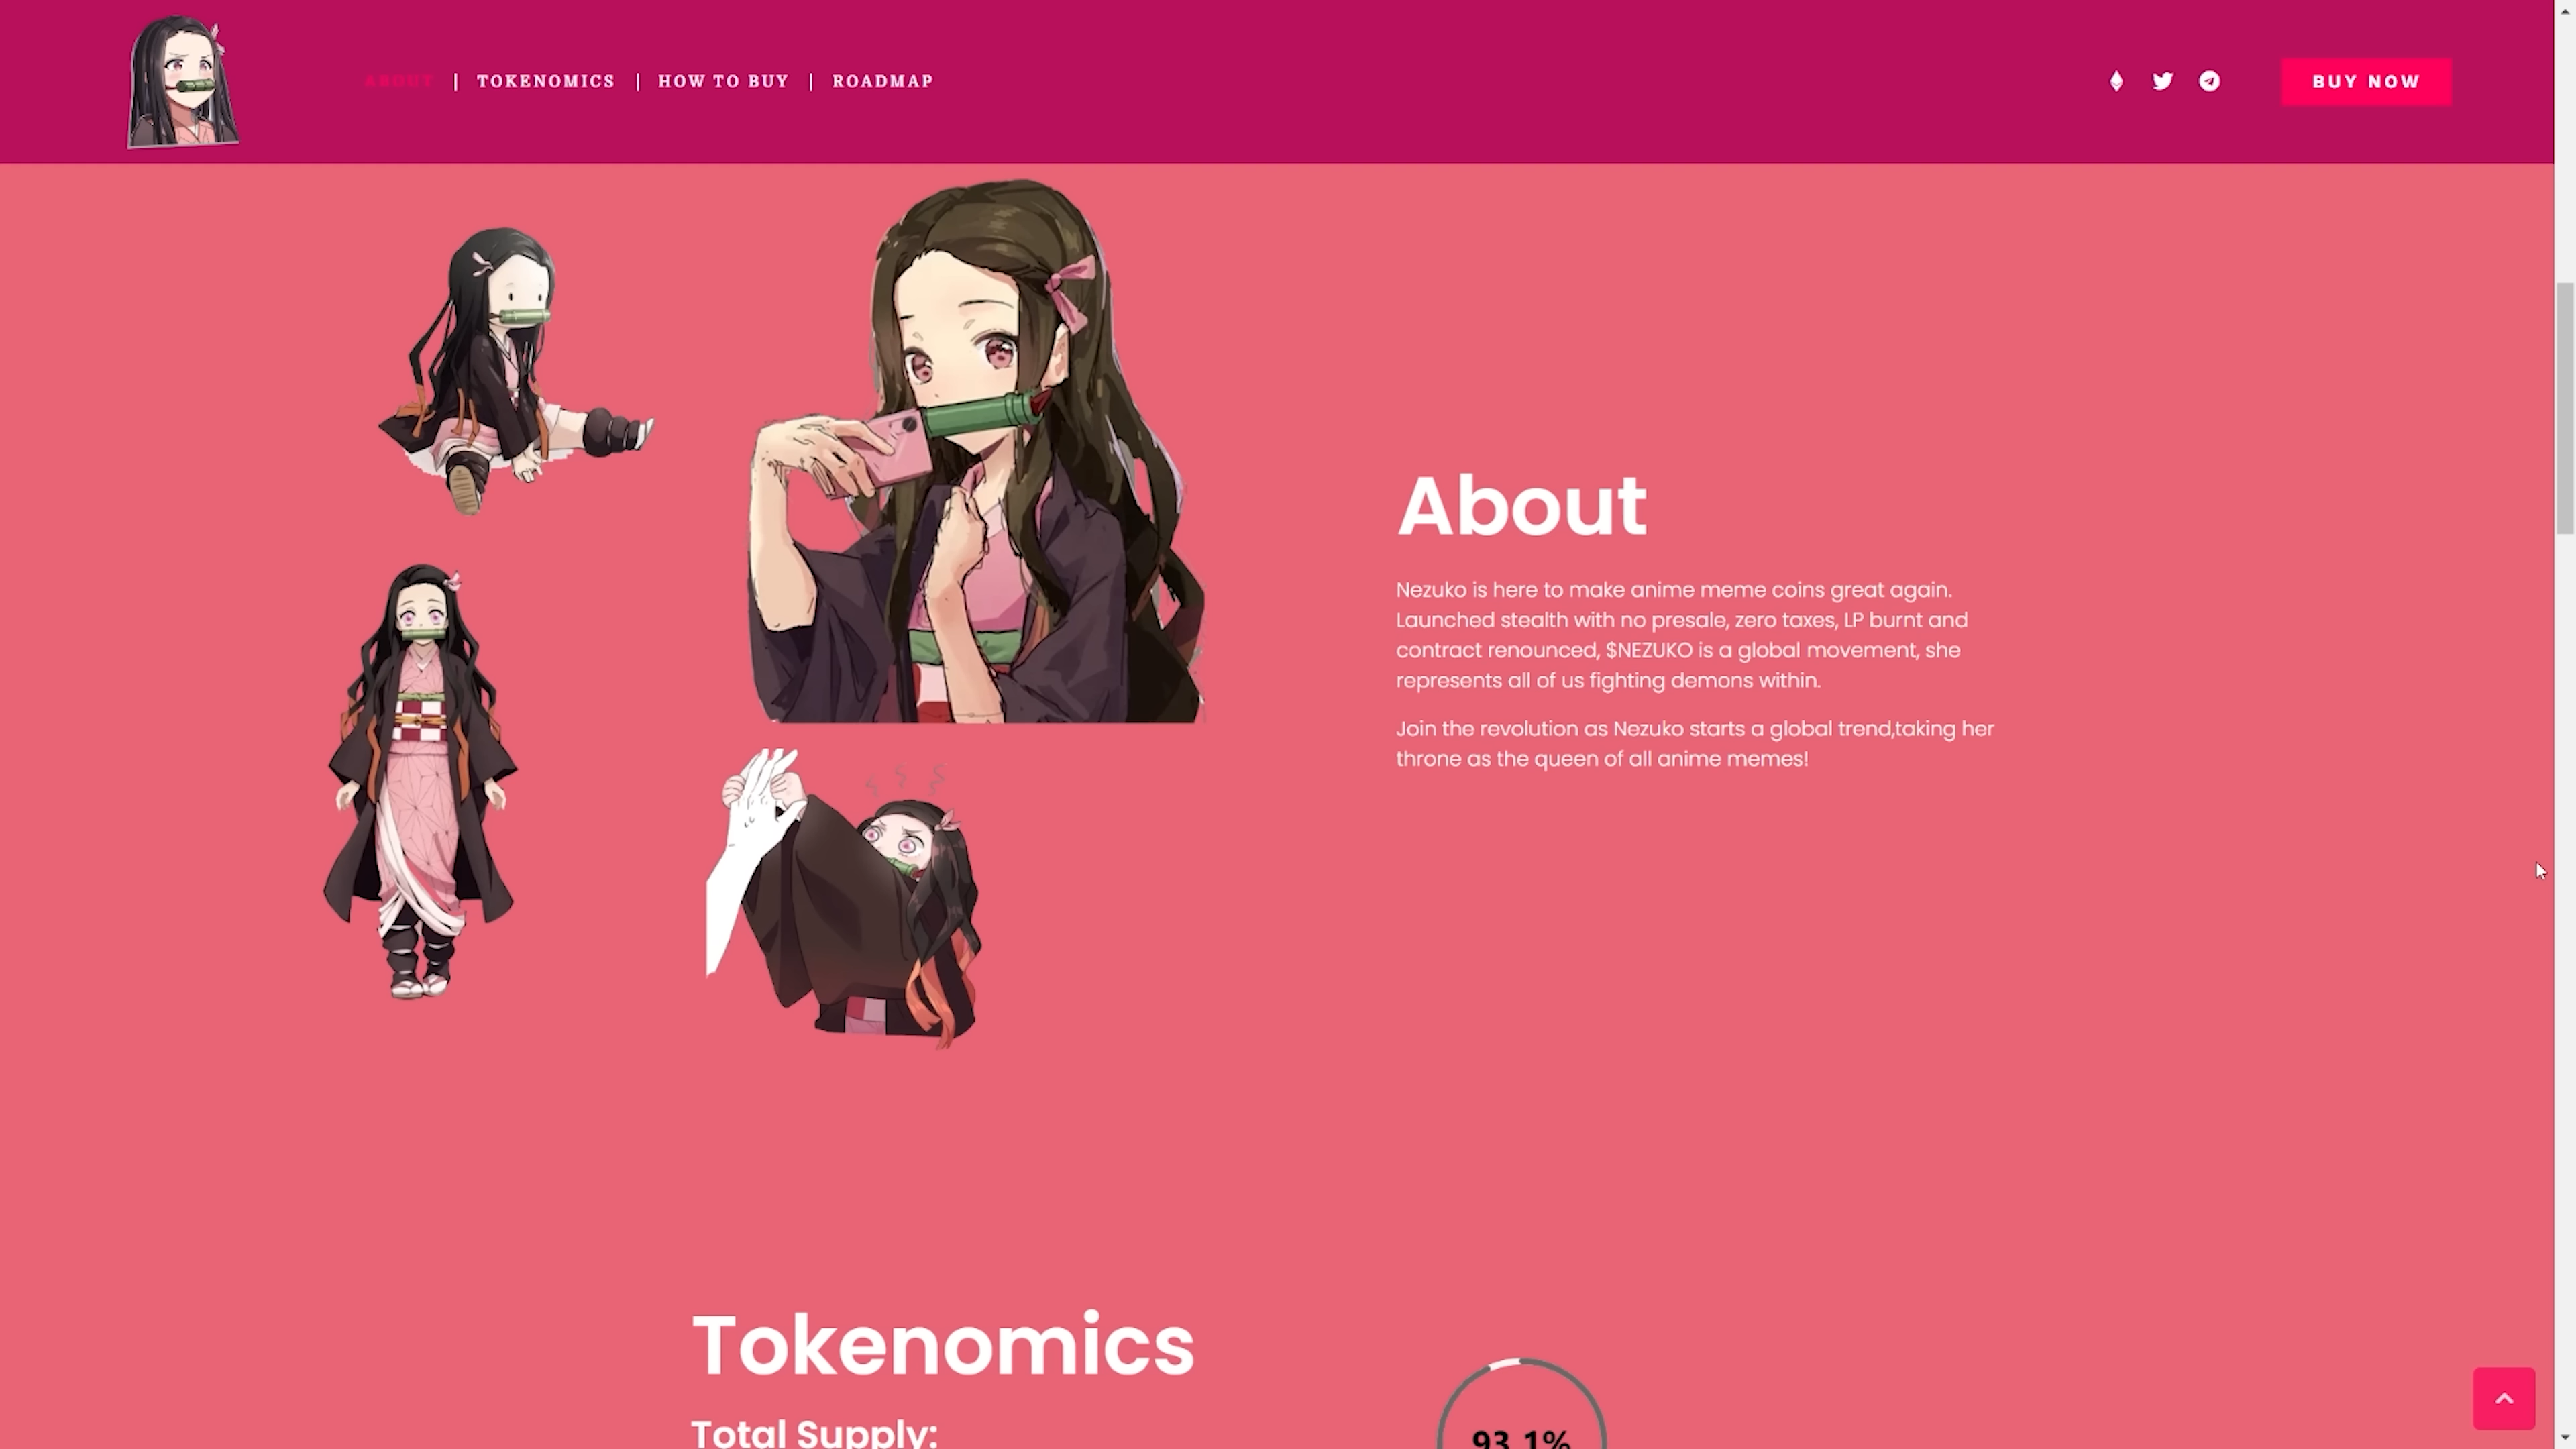 ABOUT | TOKENOMICS | HOW TO BUY | ROADMAP
BUY NOW
About
Nezuko is here to make anime meme coins great again.
Launched stealth with no presale, zero taxes, LP burnt and
contract renounced, $NEZUKO is a global movement, she
represents all of us fighting demons within.
Join the revolution as Nezuko starts a global trend,taking her
throne as the queen of all anime memes!
Tokenomics
Total Supply:
93.1%